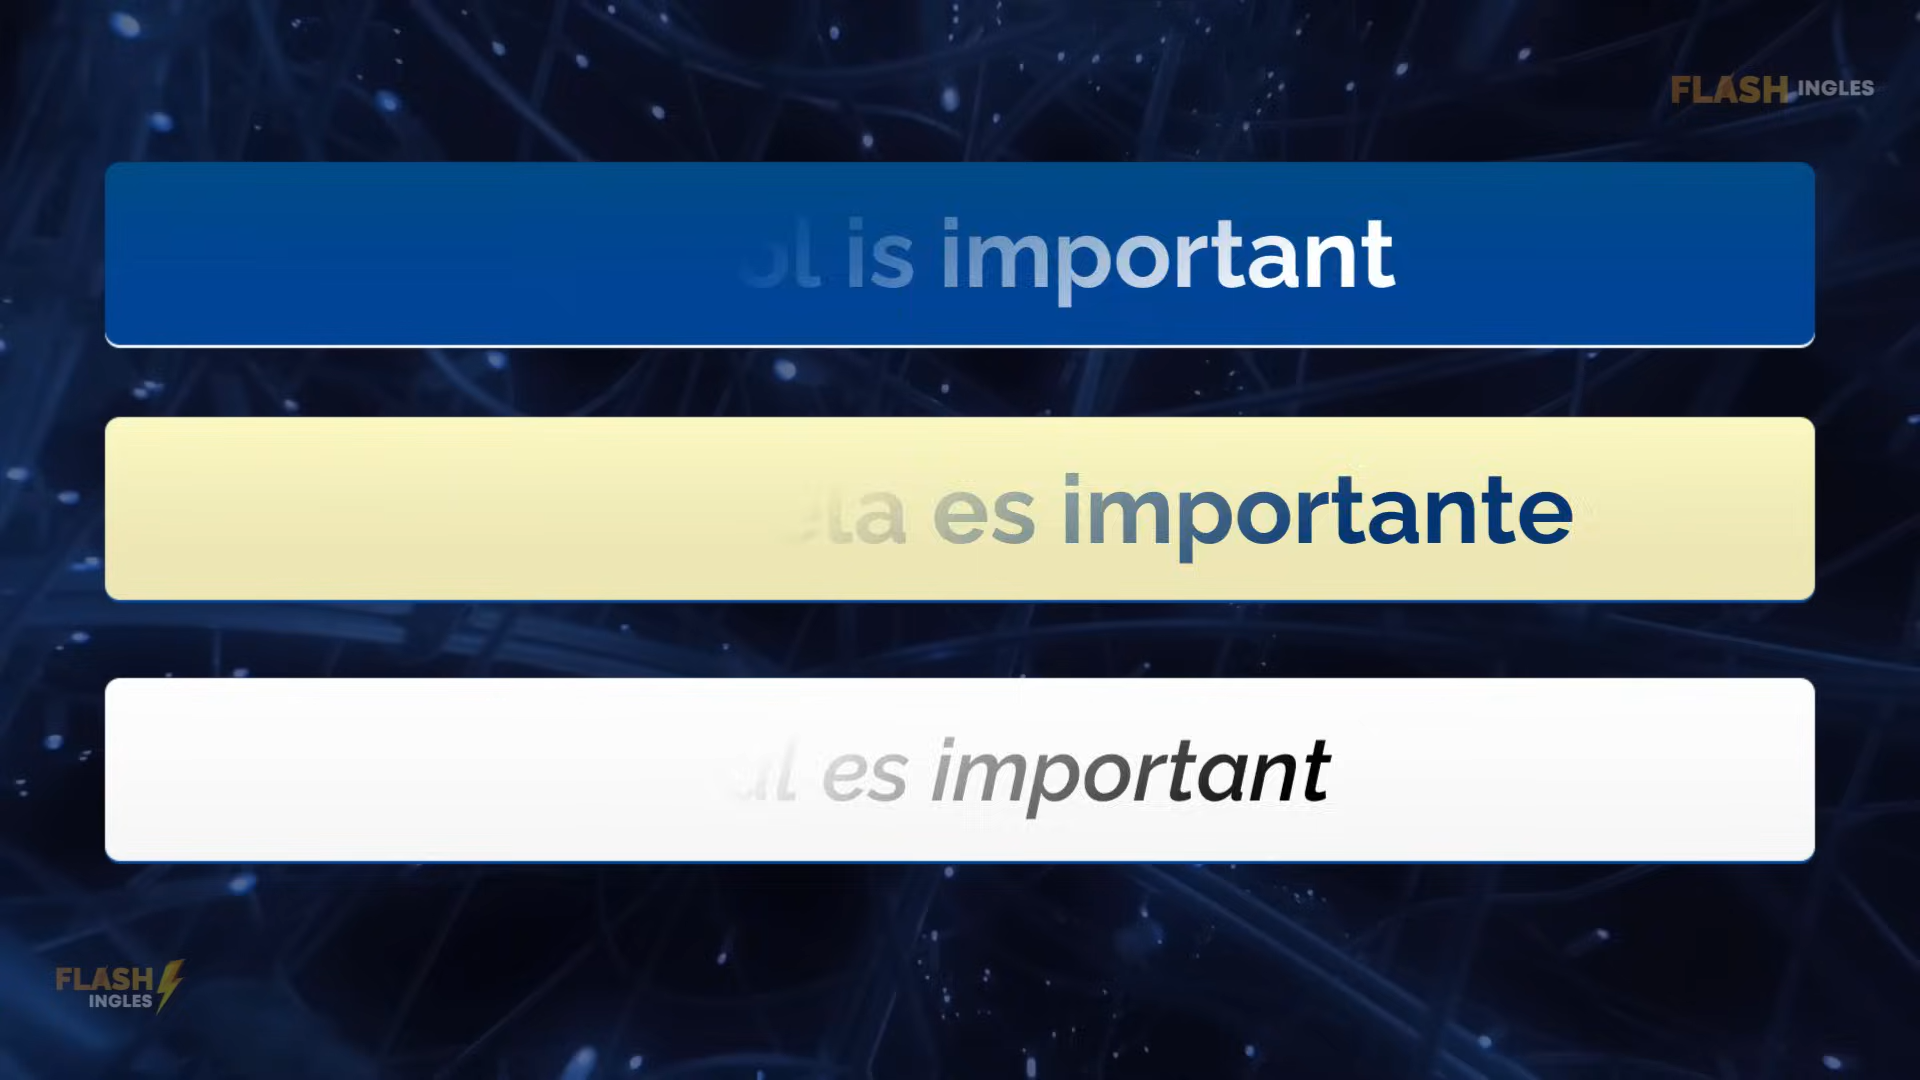 FLASH INGLES
is important
es importante
es important
FLASH
INGLES